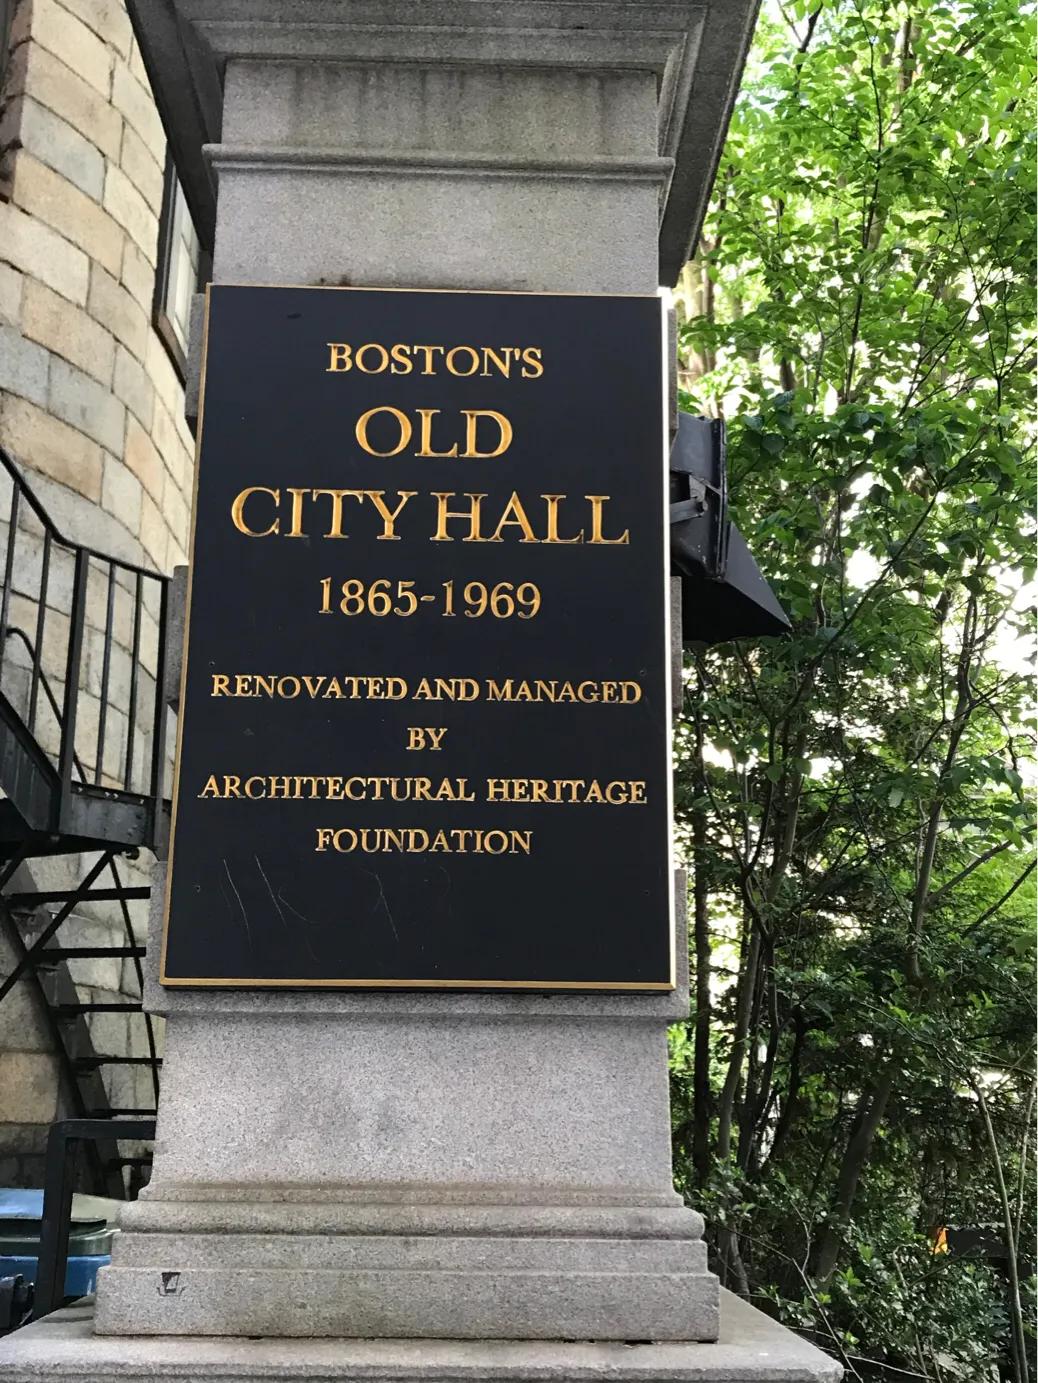 BOSTON'S
OLD
CITY HALL
1865-1969
RENOVATED AND MANAGED
BY
ARCHITECTURAL HERITAGE
FOUNDATION